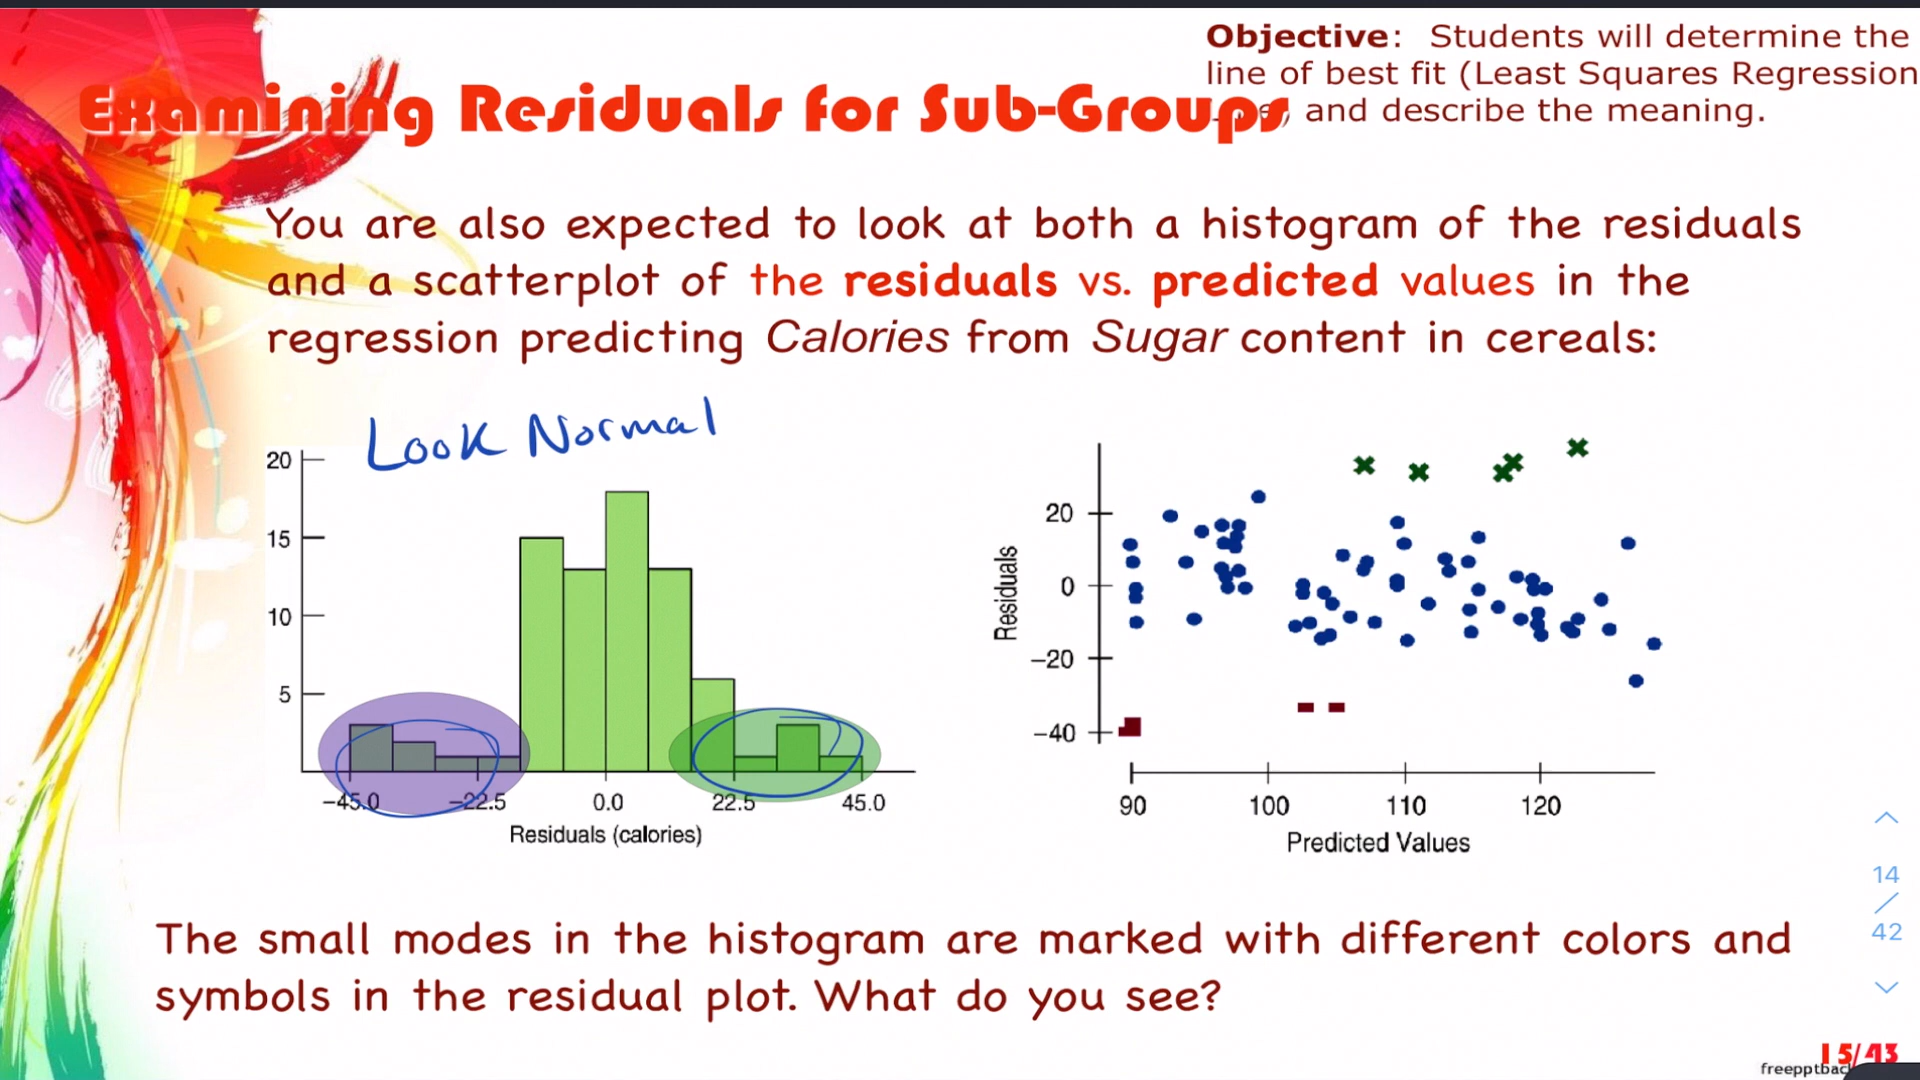 Objective: Students will determine the
line of best fit (Least Squares Regression
and describe the meaning.
Examining Residuals for Sub-Groups
You are also expected to look at both a histogram of the residuals
and a scatterplot of the residuals vs. predicted values in the
regression predicting Calories from Sugar content in cereals:
Look Normal
20
15
10
5
-45.0 -22.5 0.0 22.5 45.0
Residuals (calories)
Residuals
20
0
-20
-40
90 100 110 120
Predicted Values
The small modes in the histogram are marked with different colors and
symbols in the residual plot. What do you see?
14
/
42
15/43